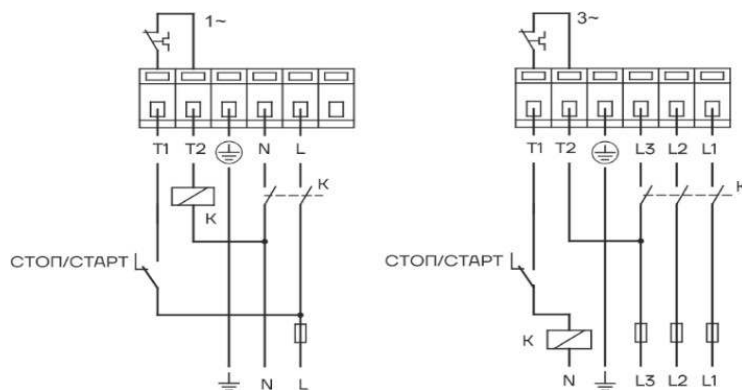 1~
T1 T2 N L
K
K
СТОП/СТАРТ
N L
3~
T1 T2 L3 L2 L1
K
СТОП/СТАРТ
K
N L3 L2 L1